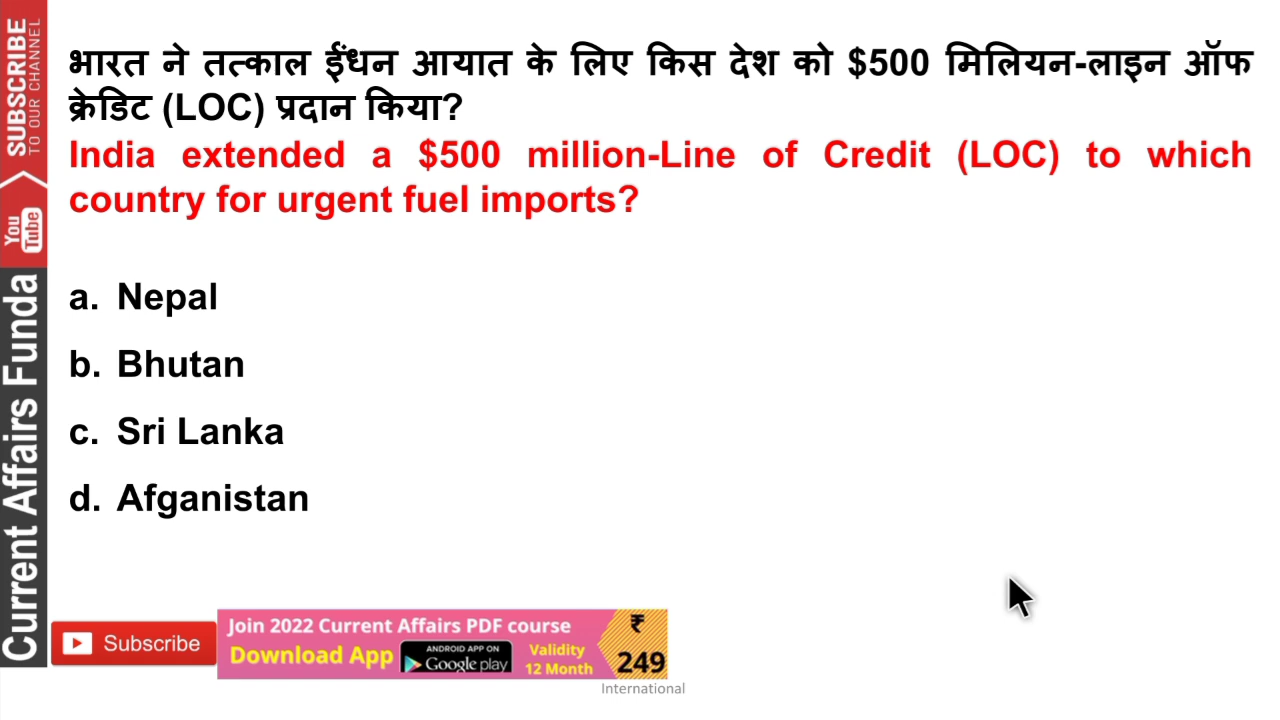 भारत ने तत्काल ईंधन आयात के लिए किस देश को $500 मिलियन-लाइन ऑफ
क्रेडिट (LOC) प्रदान किया?
India extended a $500 million-Line of Credit (LOC) to which
country for urgent fuel imports?
a. Nepal
b. Bhutan
c. Sri Lanka
d. Afganistan
SUBSCRIBE
TO OUR CHANNEL
You
Tube
Current Affairs Funda
Subscribe
Join 2022 Current Affairs PDF course
Download App
ANDROID APP ON
Google play
Validity
12 Month
₹
249
International